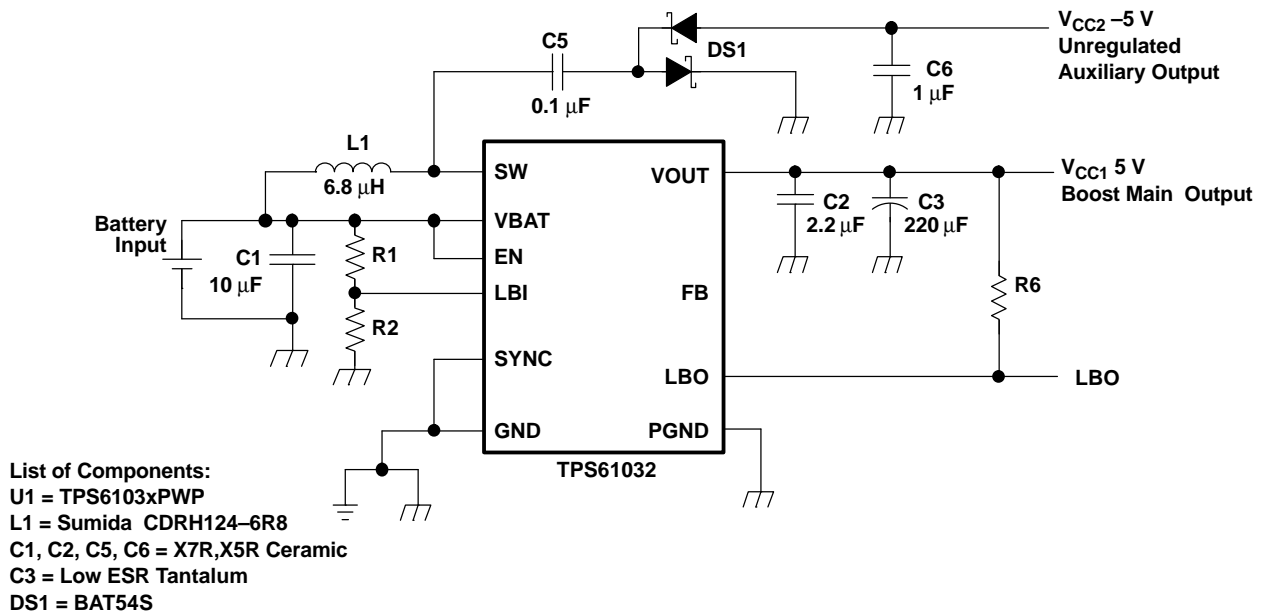 V_CC2 –5 V
Unregulated
Auxiliary Output
C5
0.1 μF
DS1
C6
1 μF
L1
6.8 μH
SW
VOUT
V_CC1 5 V
Boost Main Output
C2
2.2 μF
C3
220 μF
Battery
Input
VBAT
C1
10 μF
R1
EN
R6
LBI
FB
R2
SYNC
LBO
LBO
GND
PGND
TPS61032
List of Components:
U1 = TPS6103xPWP
L1 = Sumida CDRH124–6R8
C1, C2, C5, C6 = X7R,X5R Ceramic
C3 = Low ESR Tantalum
DS1 = BAT54S